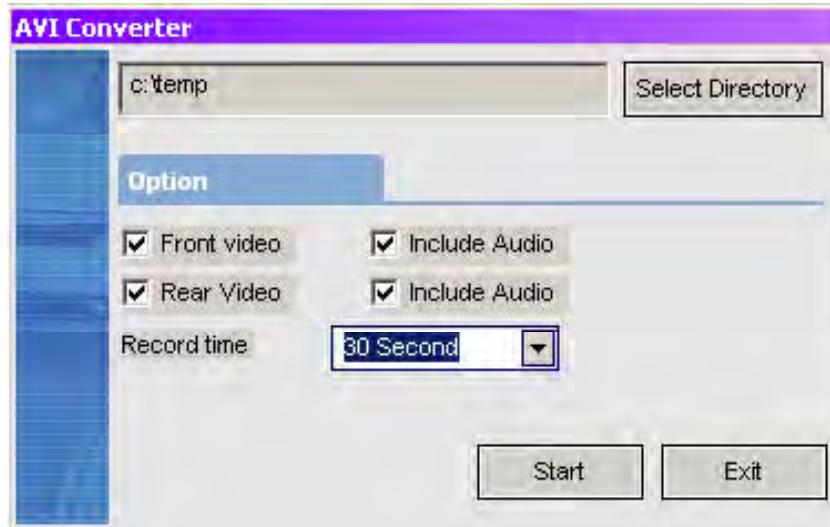 AVI Converter
c:\temp
Select Directory
Option
Front video
Include Audio
Rear Video
Include Audio
Record time
30 Second
Start
Exit